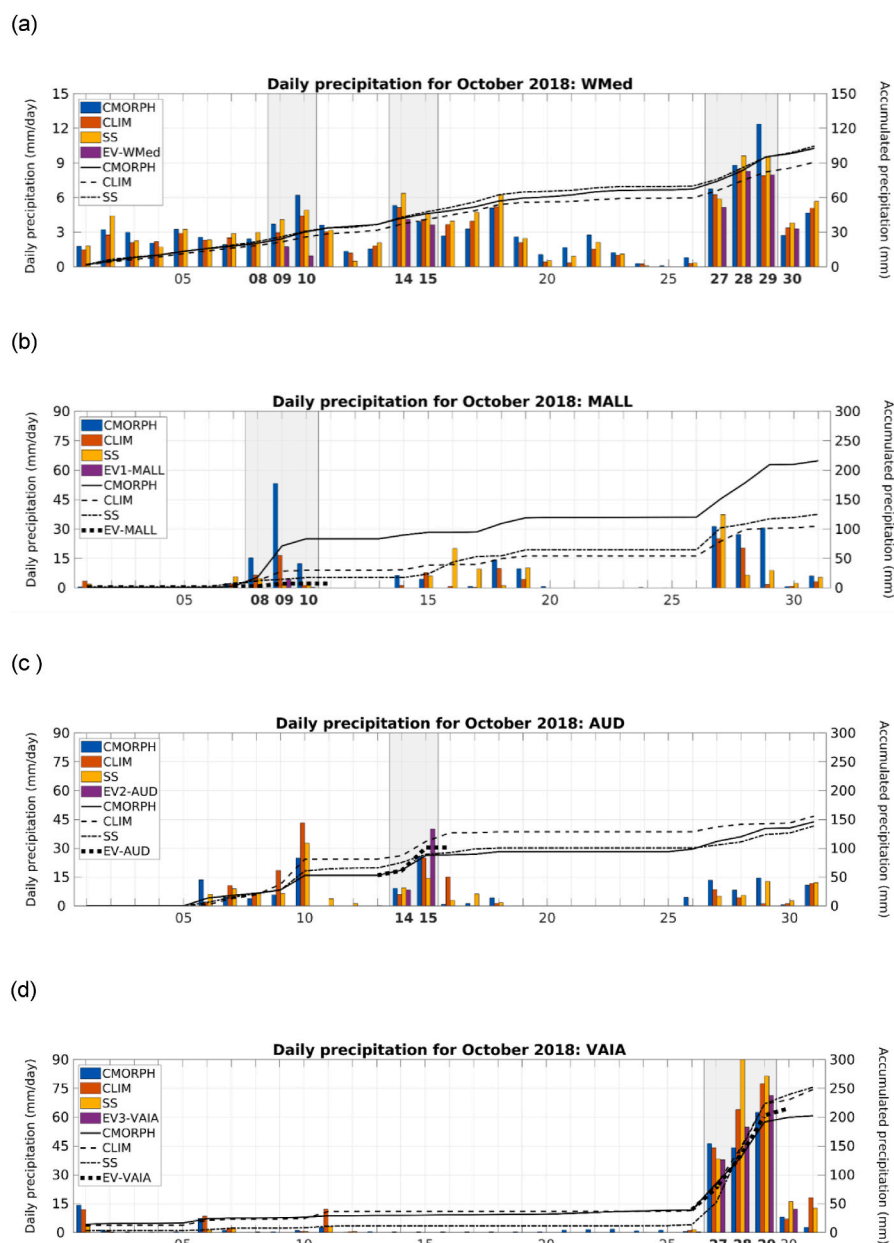 (a)
Daily precipitation for October 2018: WMed
Daily precipitation (mm/day)
15
12
9
6
3
0
CMORPH
CLIM
SS
EV-WMed
CMORPH
CLIM
SS
150
120
90
60
30
0
Accumulated precipitation (mm)
05 08 09 10 14 15 20 25 27 28 29 30
(b)
Daily precipitation for October 2018: MALL
Daily precipitation (mm/day)
90
75
60
45
30
15
0
CMORPH
CLIM
SS
EV1-MALL
CMORPH
CLIM
SS
EV-MALL
300
250
200
150
100
50
0
Accumulated precipitation (mm)
05 08 09 10 15 20 25 30
(c )
Daily precipitation for October 2018: AUD
Daily precipitation (mm/day)
90
75
60
45
30
15
0
CMORPH
CLIM
SS
EV2-AUD
CMORPH
CLIM
SS
EV-AUD
300
250
200
150
100
50
0
Accumulated precipitation (mm)
05 10 14 15 20 25 30
(d)
Daily precipitation for October 2018: VAIA
Daily precipitation (mm/day)
90
75
60
45
30
15
0
CMORPH
CLIM
SS
EV3-VAIA
CMORPH
CLIM
SS
EV-VAIA
300
250
200
150
100
50
0
Accumulated precipitation (mm)
05 10 15 20 25 27 28 29 30